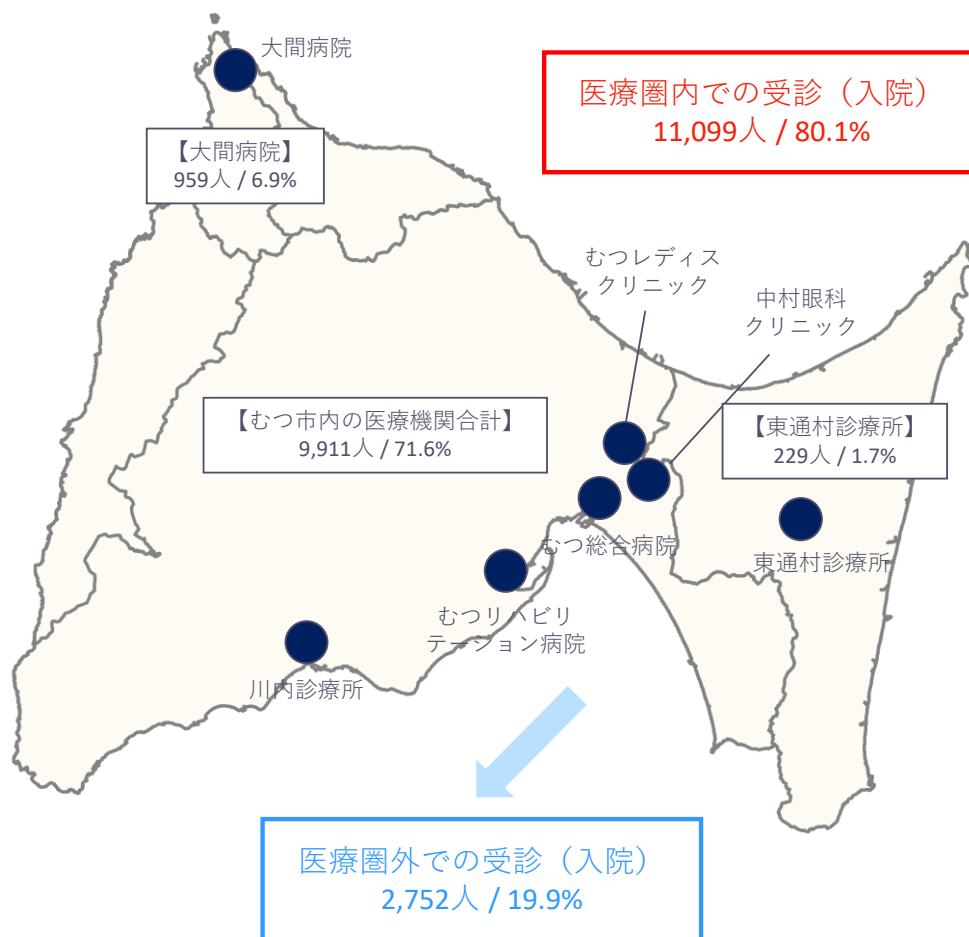 大間病院
医療圏内での受診（入院）
11,099人 / 80.1%
【大間病院】
959人 / 6.9%
むつレディス
クリニック
中村眼科
クリニック
【むつ市内の医療機関合計】
9,911人 / 71.6%
【東通村診療所】
229人 / 1.7%
むつ総合病院
東通村診療所
むつリハビリ
テーション病院
川内診療所
医療圏外での受診（入院）
2,752人 / 19.9%